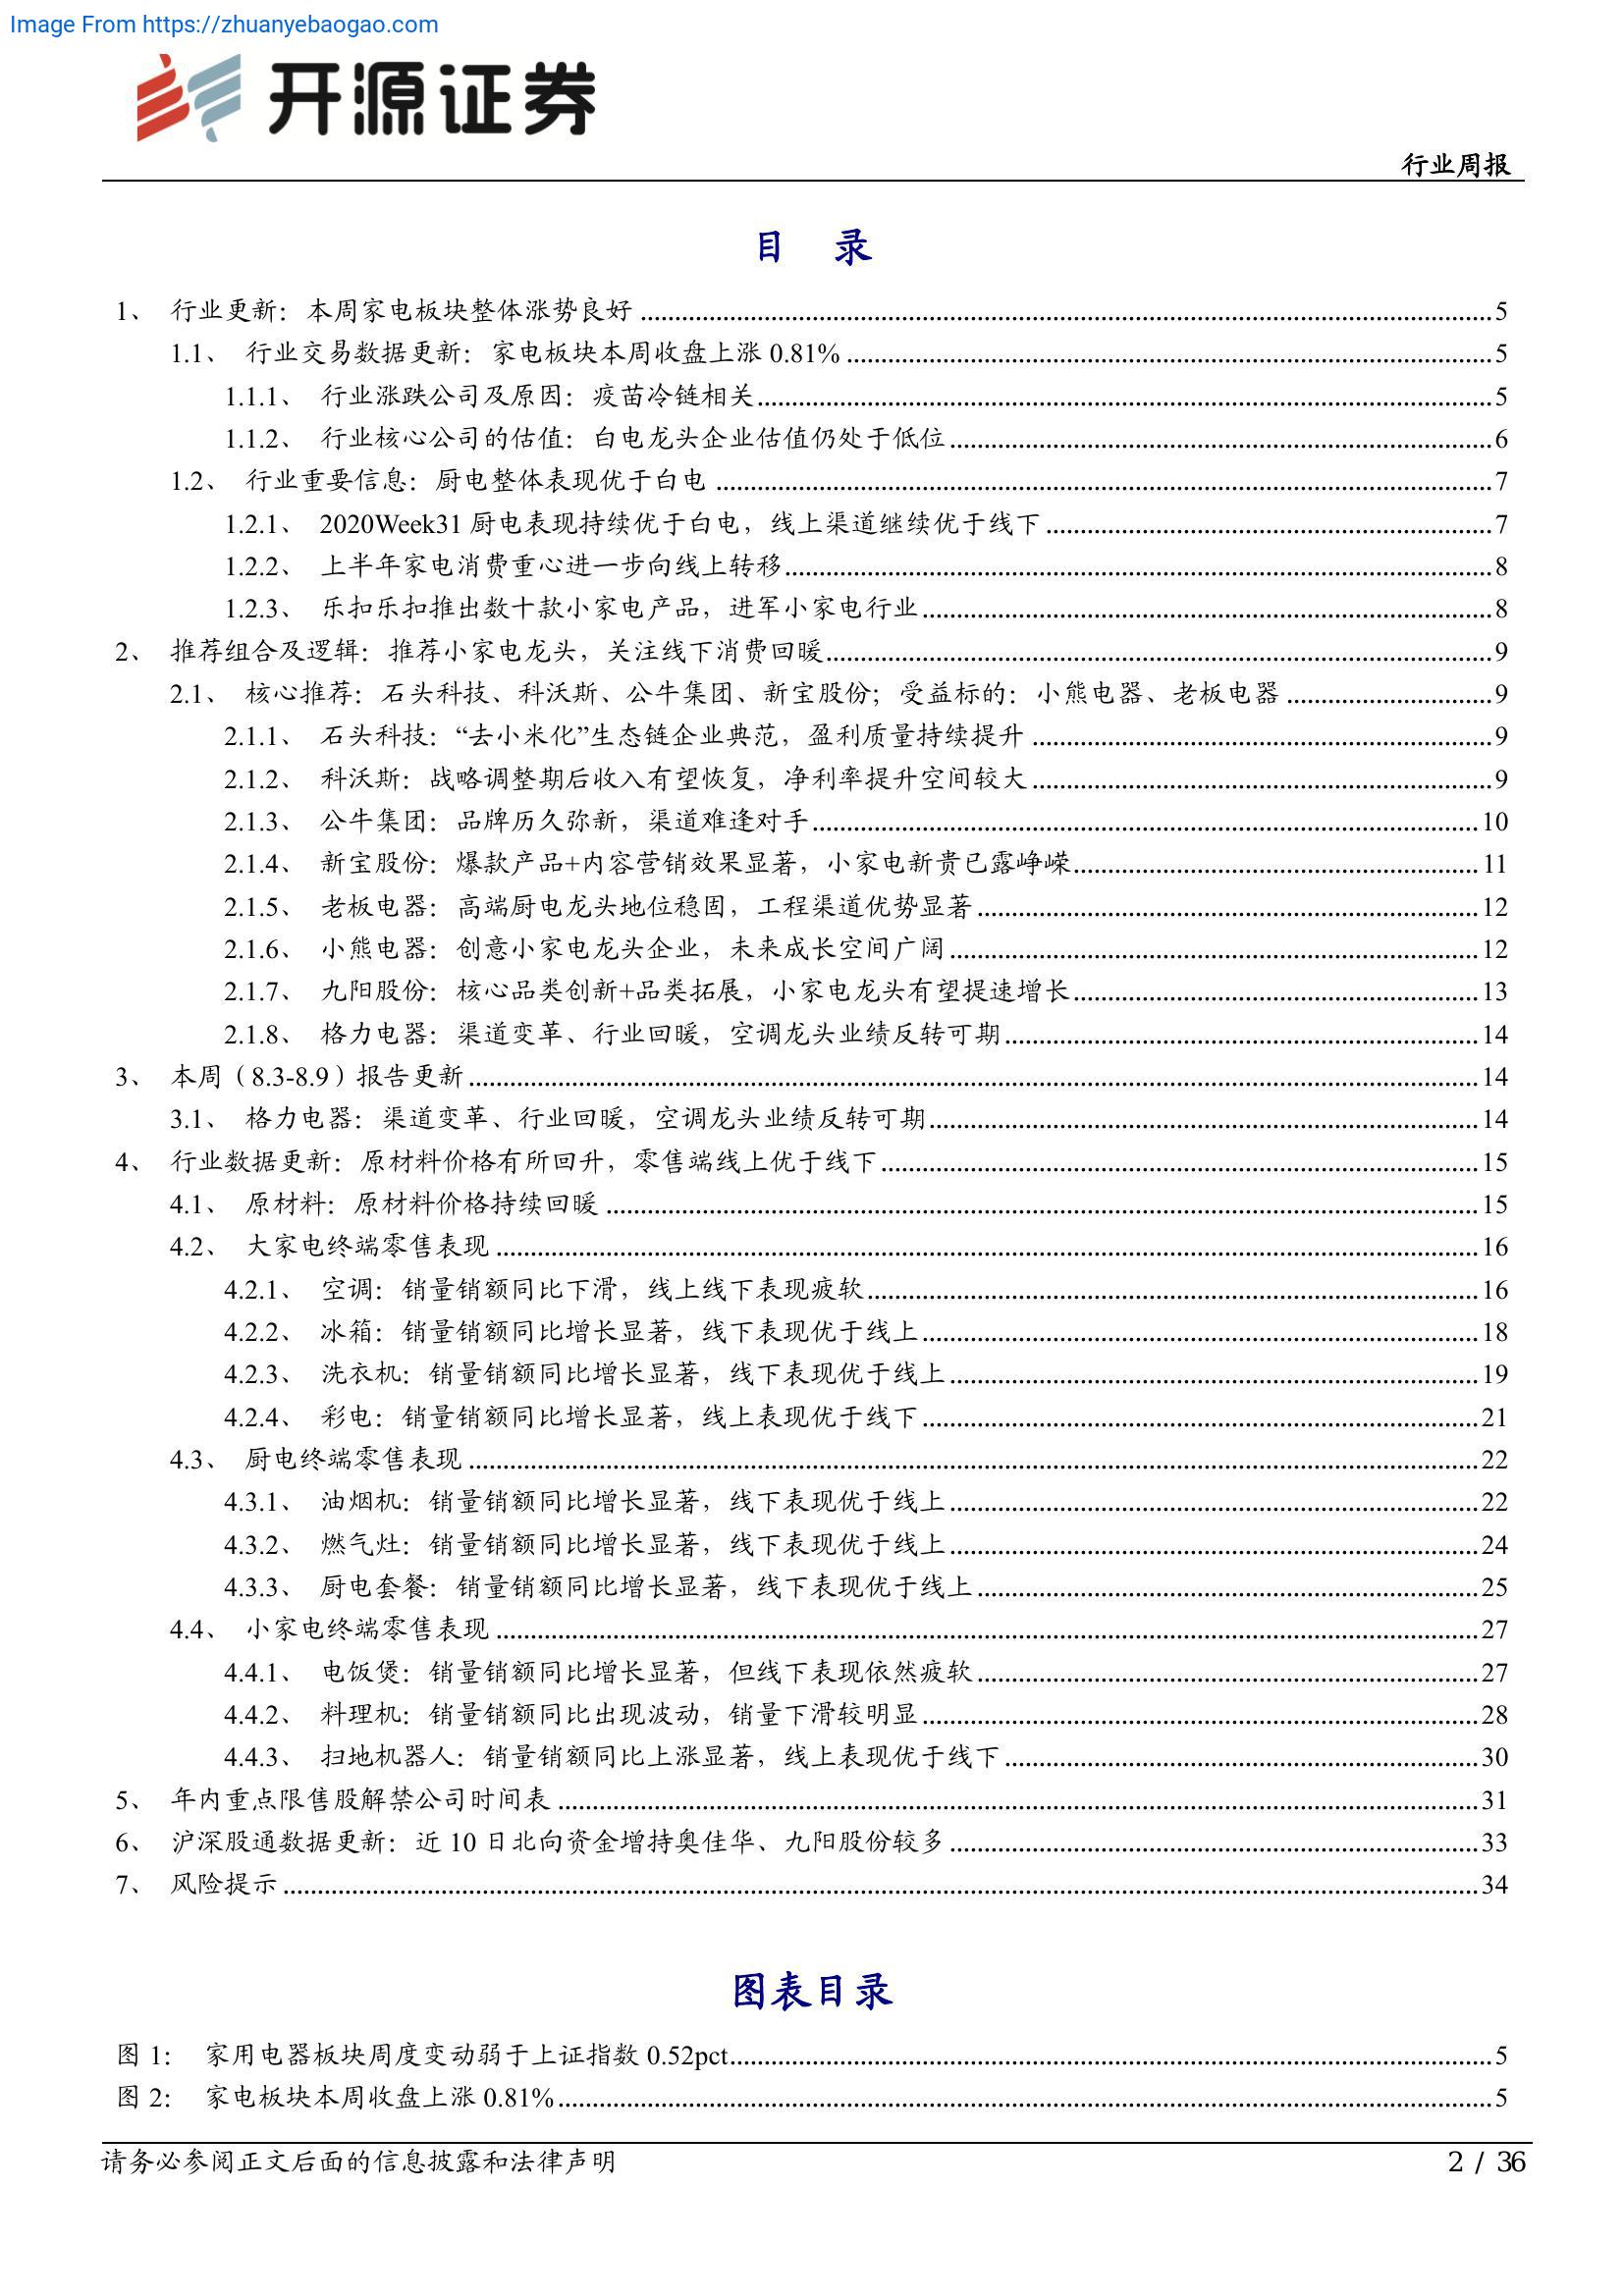 Image From https://zhuanyebaogao.com
开源证券
行业周报
目 录
1、 行业更新：本周家电板块整体涨势良好 5
1.1、 行业交易数据更新：家电板块本周收盘上涨 0.81% 5
1.1.1、 行业涨跌公司及原因：疫苗冷链相关 5
1.1.2、 行业核心公司的估值：白电龙头企业估值仍处于低位 6
1.2、 行业重要信息：厨电整体表现优于白电 7
1.2.1、 2020Week31 厨电表现持续优于白电，线上渠道继续优于线下 7
1.2.2、 上半年家电消费重心进一步向线上转移 8
1.2.3、 乐扣乐扣推出数十款小家电产品，进军小家电行业 8
2、 推荐组合及逻辑：推荐小家电龙头，关注线下消费回暖 9
2.1、 核心推荐：石头科技、科沃斯、公牛集团、新宝股份；受益标的：小熊电器、老板电器 9
2.1.1、 石头科技：“去小米化”生态链企业典范，盈利质量持续提升 9
2.1.2、 科沃斯：战略调整期后收入有望恢复，净利率提升空间较大 9
2.1.3、 公牛集团：品牌历久弥新，渠道难逢对手 10
2.1.4、 新宝股份：爆款产品+内容营销效果显著，小家电新贵已露峥嵘 11
2.1.5、 老板电器：高端厨电龙头地位稳固，工程渠道优势显著 12
2.1.6、 小熊电器：创意小家电龙头企业，未来成长空间广阔 12
2.1.7、 九阳股份：核心品类创新+品类拓展，小家电龙头有望提速增长 13
2.1.8、 格力电器：渠道变革、行业回暖，空调龙头业绩反转可期 14
3、 本周（8.3-8.9）报告更新 14
3.1、 格力电器：渠道变革、行业回暖，空调龙头业绩反转可期 14
4、 行业数据更新：原材料价格有所回升，零售端线上优于线下 15
4.1、 原材料：原材料价格持续回暖 15
4.2、 大家电终端零售表现 16
4.2.1、 空调：销量销额同比下滑，线上线下表现疲软 16
4.2.2、 冰箱：销量销额同比增长显著，线下表现优于线上 18
4.2.3、 洗衣机：销量销额同比增长显著，线下表现优于线上 19
4.2.4、 彩电：销量销额同比增长显著，线上表现优于线下 21
4.3、 厨电终端零售表现 22
4.3.1、 油烟机：销量销额同比增长显著，线下表现优于线上 22
4.3.2、 燃气灶：销量销额同比增长显著，线下表现优于线上 24
4.3.3、 厨电套餐：销量销额同比增长显著，线下表现优于线上 25
4.4、 小家电终端零售表现 27
4.4.1、 电饭煲：销量销额同比增长显著，但线下表现依然疲软 27
4.4.2、 料理机：销量销额同比出现波动，销量下滑较明显 28
4.4.3、 扫地机器人：销量销额同比上涨显著，线上表现优于线下 30
5、 年内重点限售股解禁公司时间表 31
6、 沪深股通数据更新：近 10 日北向资金增持奥佳华、九阳股份较多 33
7、 风险提示 34
图表目录
图 1： 家用电器板块周度变动弱于上证指数 0.52pct 5
图 2： 家电板块本周收盘上涨 0.81% 5
请务必参阅正文后面的信息披露和法律声明
2 / 36